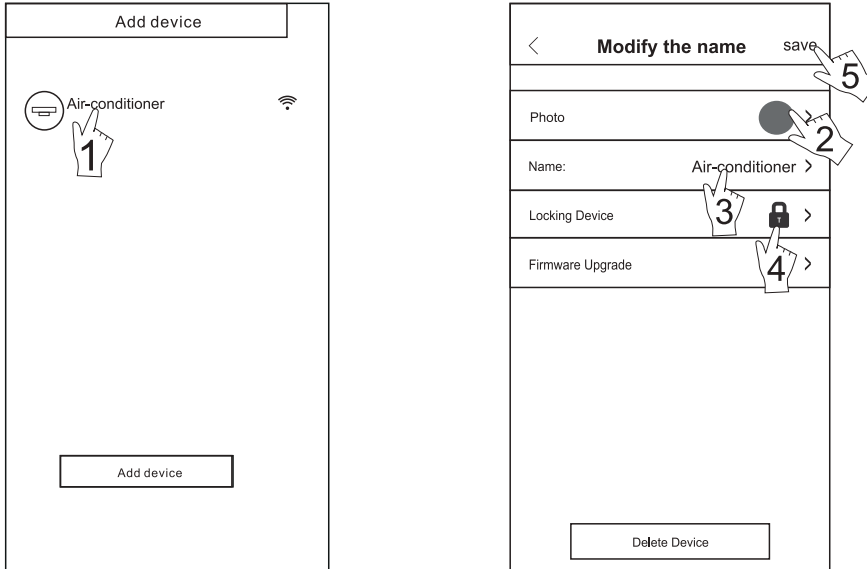 Add device
Air-conditioner
1
Add device
Modify the name save
5
Photo
2
Name: Air-conditioner
3
Locking Device
4
Firmware Upgrade
Delete Device